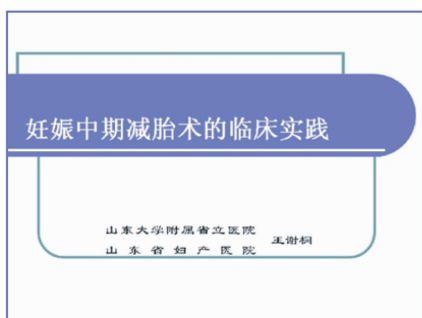 妊娠中期减胎术的临床实践
山东大学附属省立医院
山东省妇产医院
王谢桐